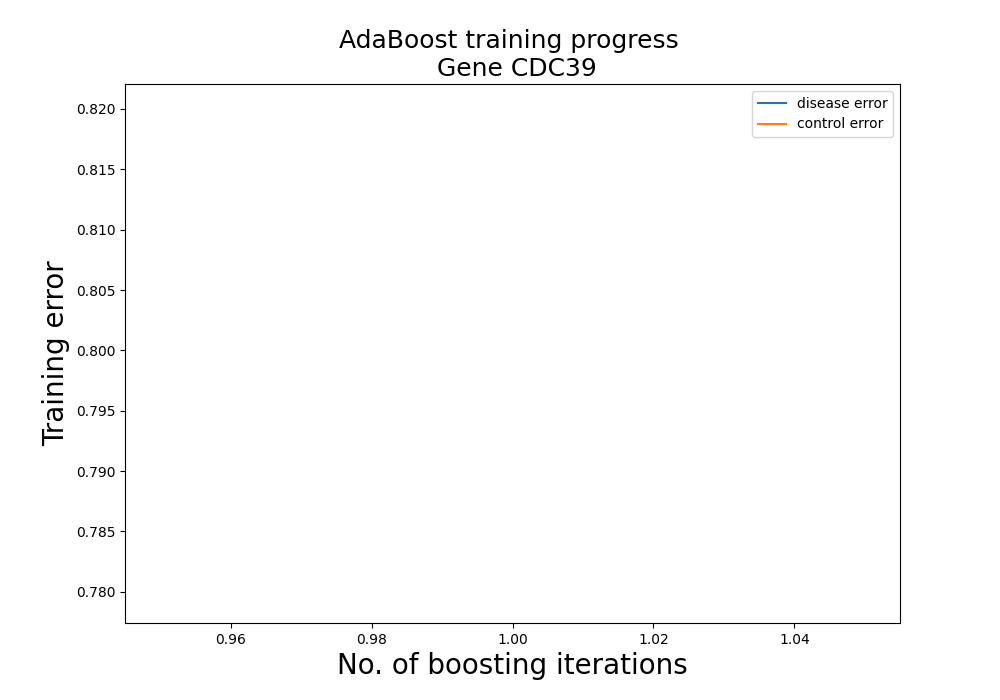 AdaBoost training progress
Gene CDC39
disease error
control error
0.820
0.815
0.810
0.805
0.800
0.795
0.790
0.785
0.780
Training error
0.96
0.98
1.00
1.02
1.04
No. of boosting iterations